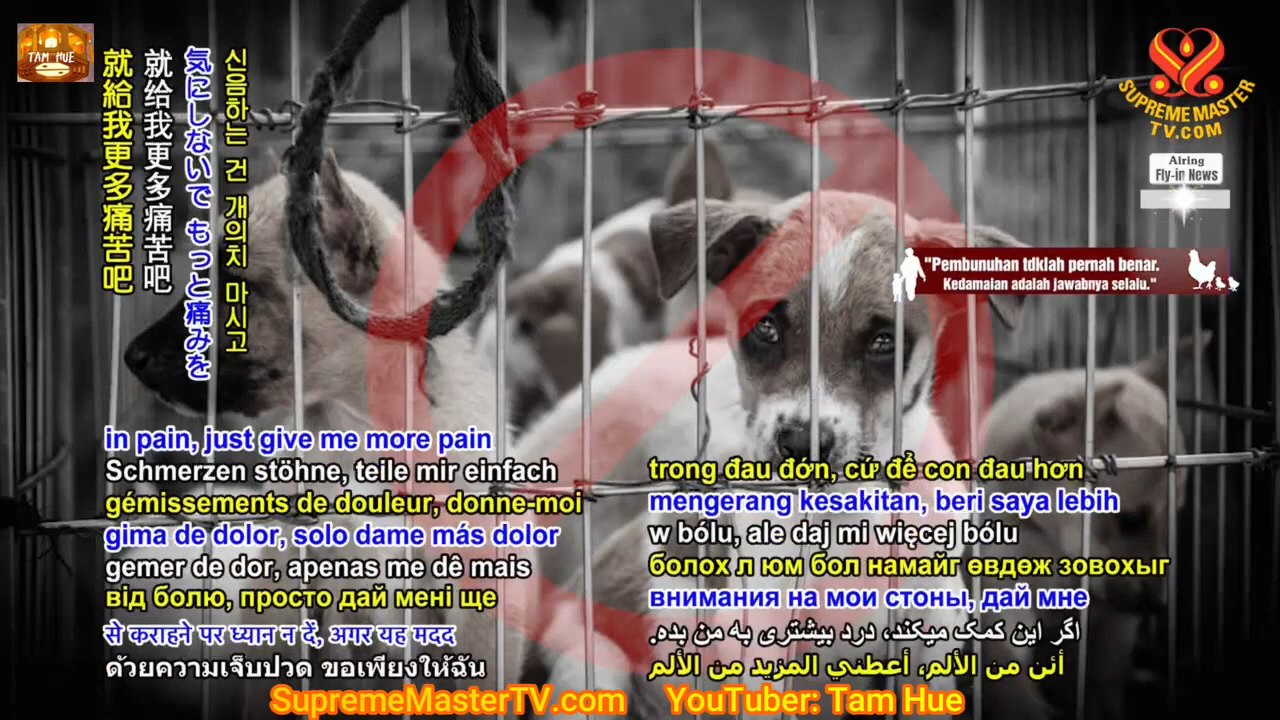 TAM HUE
就給我更多痛苦吧
就给我更多痛苦吧
気にしないで もっと痛みを
신음하는 건 개의치 마시고
SUPREME MASTER
TV.COM
Airing
Fly-in News
"Pembunuhan tdklah pernah benar.
Kedamaian adalah jawabnya selalu."
in pain, just give me more pain
Schmerzen stöhne, teile mir einfach
gémissements de douleur, donne-moi
gima de dolor, solo dame más dolor
gemer de dor, apenas me dê mais
від болю, просто дай мені ще
से कराहने पर ध्यान न दें, अगर यह मदद
ด้วยความเจ็บปวด ขอเพียงให้ฉัน
trong đau đớn, cứ để con đau hơn
mengerang kesakitan, beri saya lebih
w bólu, ale daj mi więcej bólu
болох л юм бол намайг өвдөж зовохыг
внимания на мои стоны, дай мне
اگر این کمک میکند، درد بیشتری به من بده.
أئن من الألم، أعطني المزيد من الألم
SupremeMasterTV.com YouTuber: Tam Hue